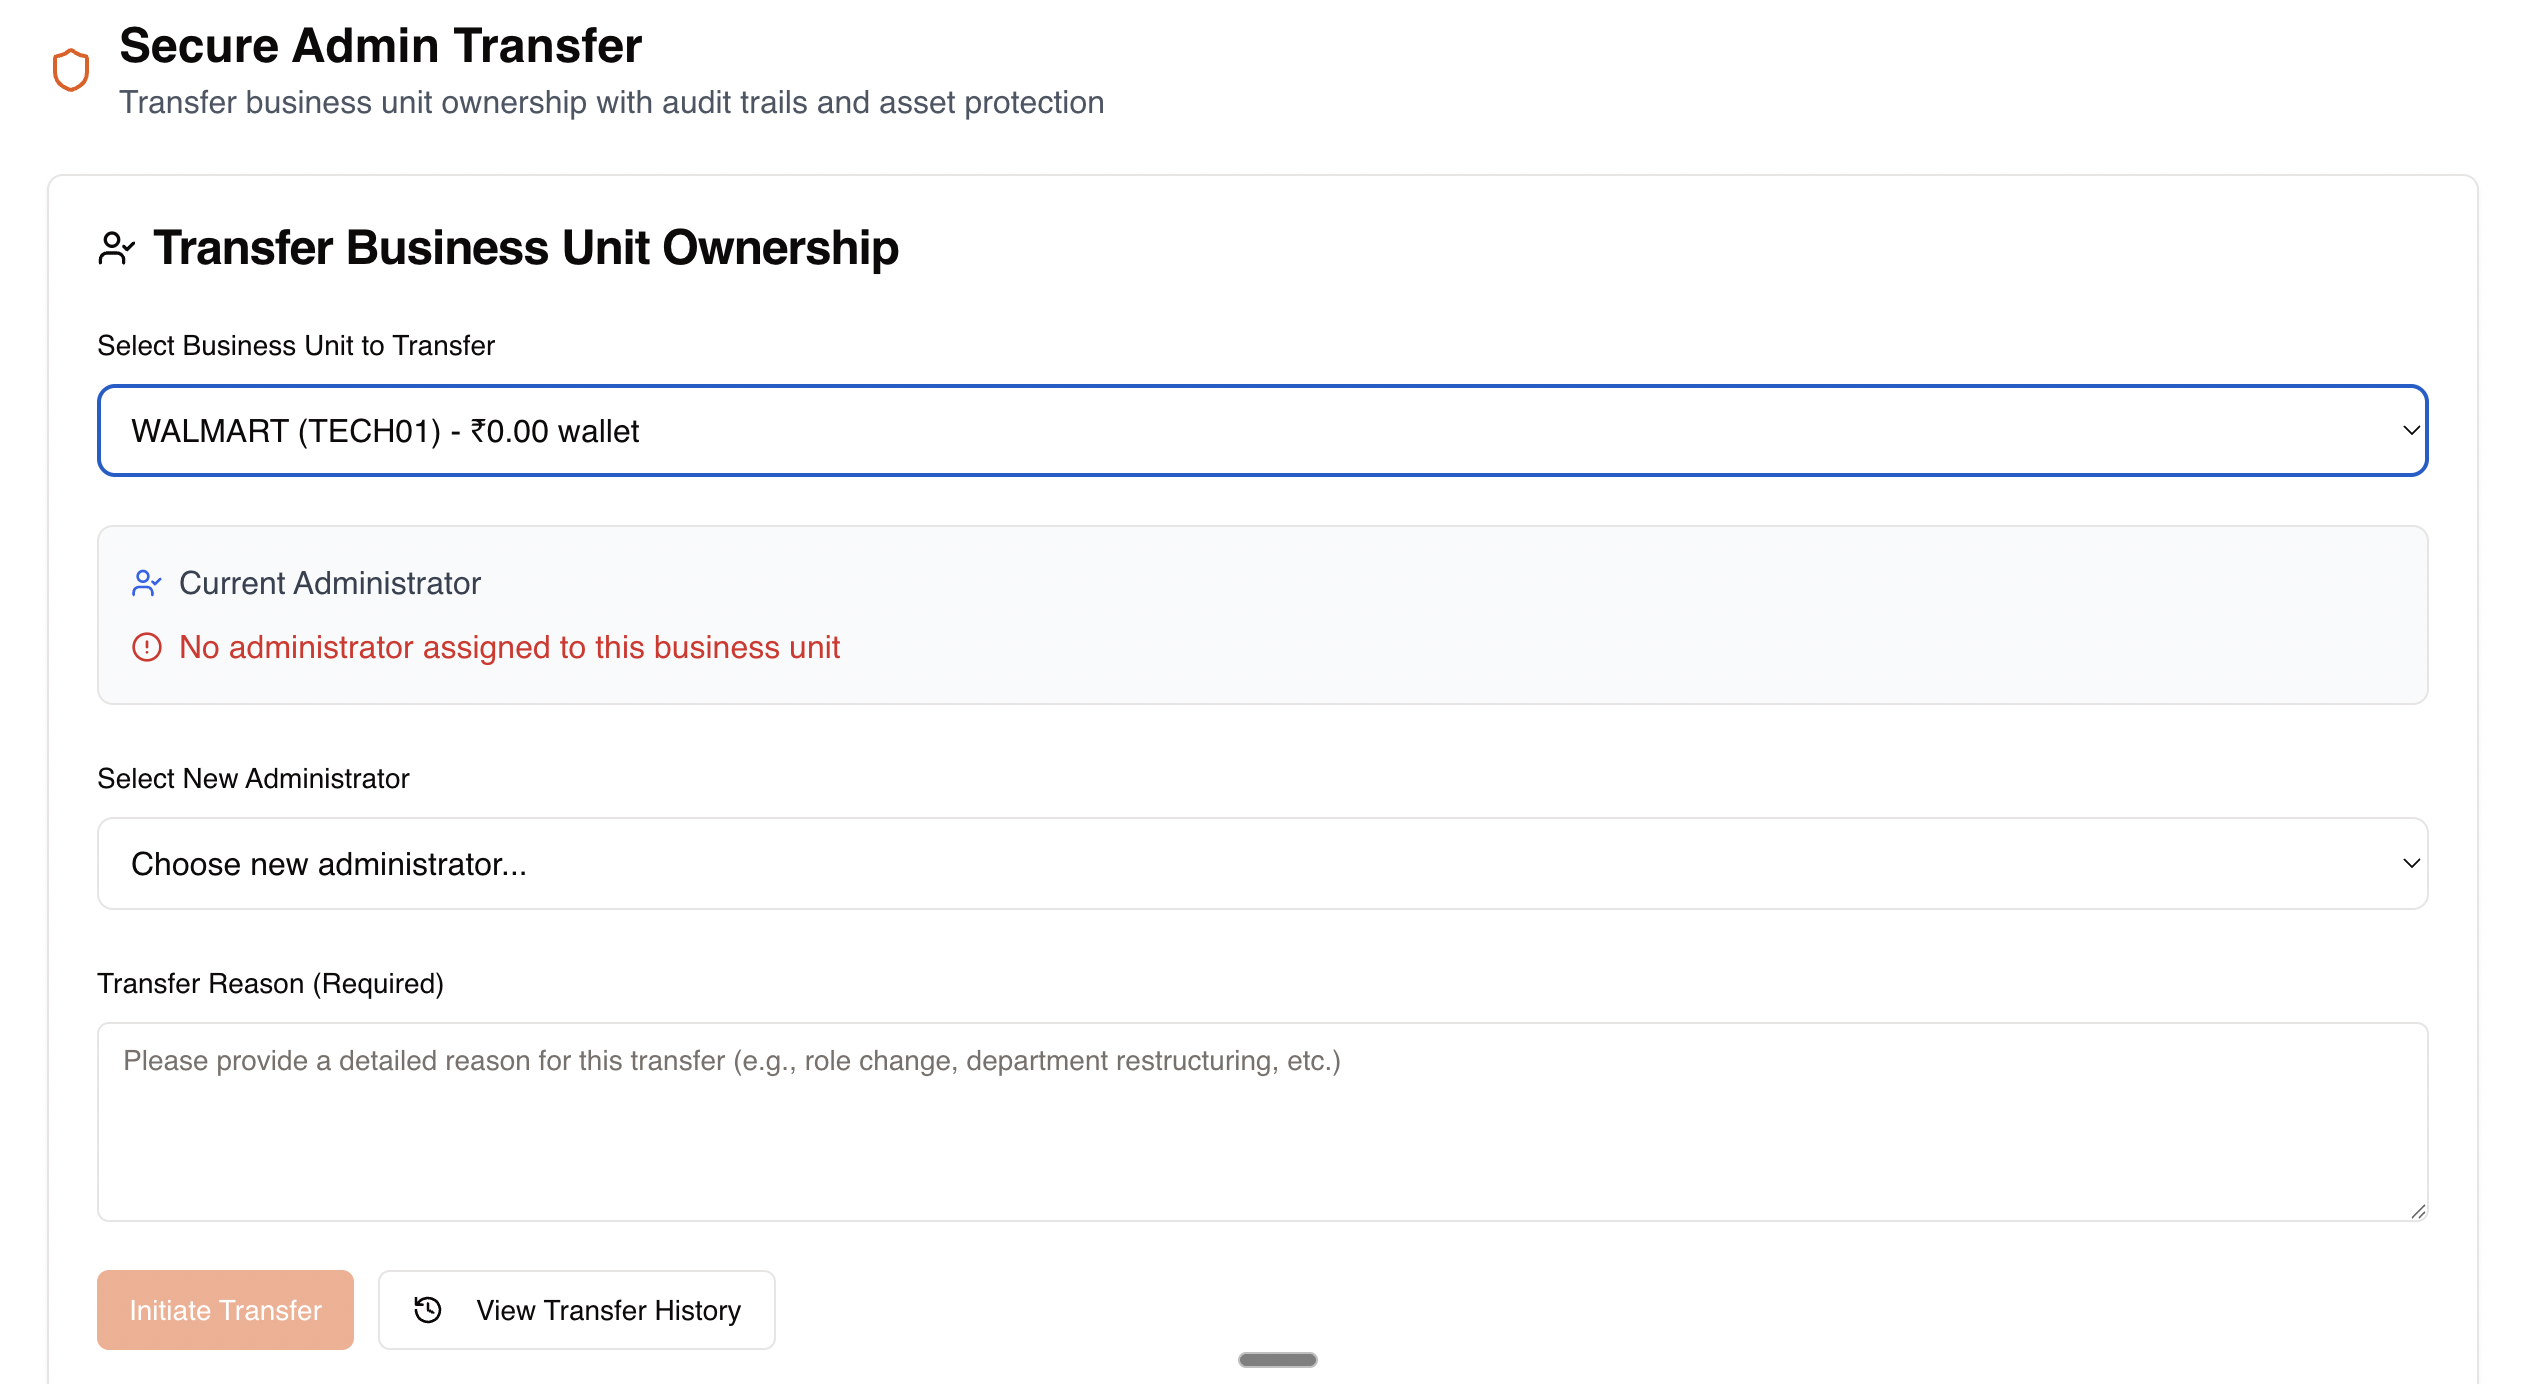 Secure Admin Transfer
Transfer business unit ownership with audit trails and asset protection
Transfer Business Unit Ownership
Select Business Unit to Transfer
WALMART (TECH01) - ₹0.00 wallet
Current Administrator
No administrator assigned to this business unit
Select New Administrator
Choose new administrator...
Transfer Reason (Required)
Please provide a detailed reason for this transfer (e.g., role change, department restructuring, etc.)
Initiate Transfer
View Transfer History